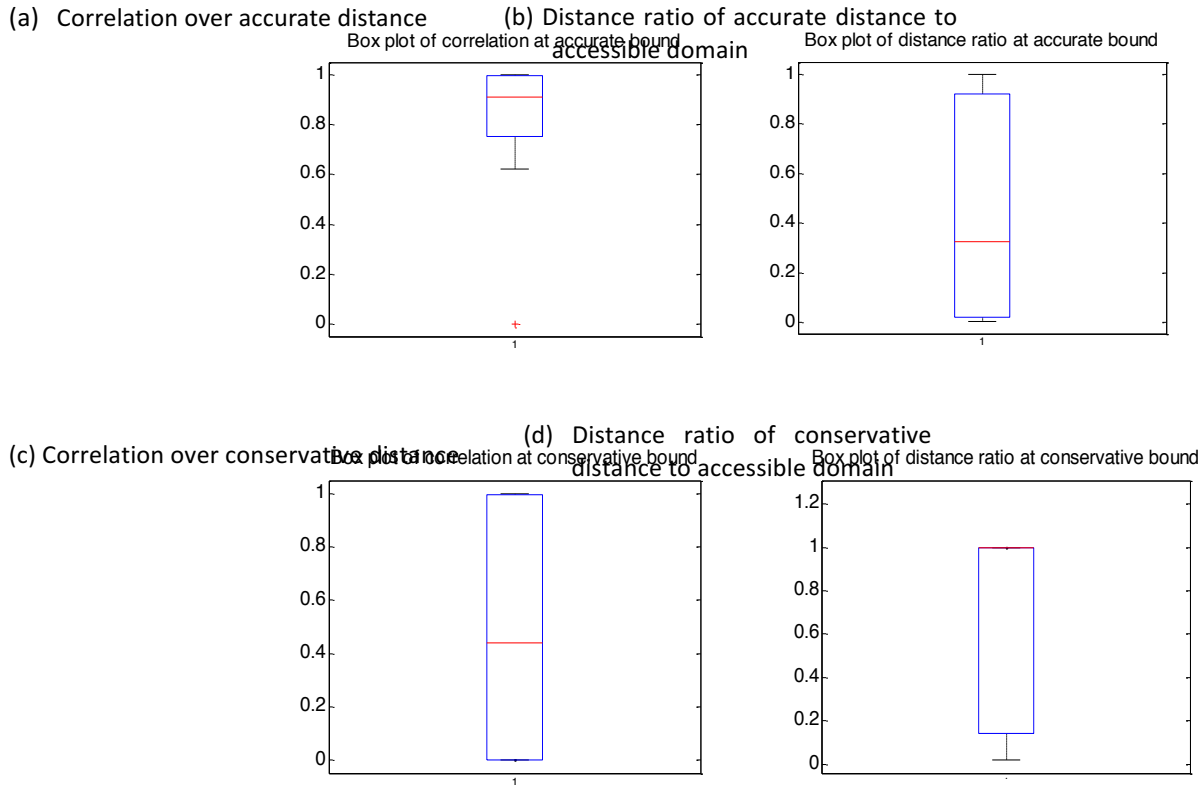 (a) Correlation over accurate distance
(b) Distance ratio of accurate distance to
accessible domain
Box plot of correlation at accurate bound
1
0.8
0.6
0.4
0.2
0
1
Box plot of distance ratio at accurate bound
1
0.8
0.6
0.4
0.2
0
1
(c) Correlation over conservative distance
(d) Distance ratio of conservative
distance to accessible domain
Box plot of correlation at conservative bound
1
0.8
0.6
0.4
0.2
0
1
Box plot of distance ratio at conservative bound
1.2
1
0.8
0.6
0.4
0.2
0